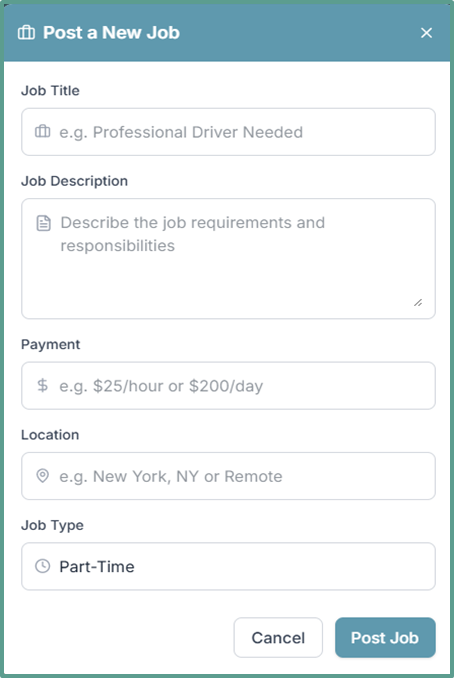 Post a New Job
Job Title
e.g. Professional Driver Needed
Job Description
Describe the job requirements and
responsibilities
Payment
e.g. $25/hour or $200/day
Location
e.g. New York, NY or Remote
Job Type
Part-Time
Cancel
Post Job